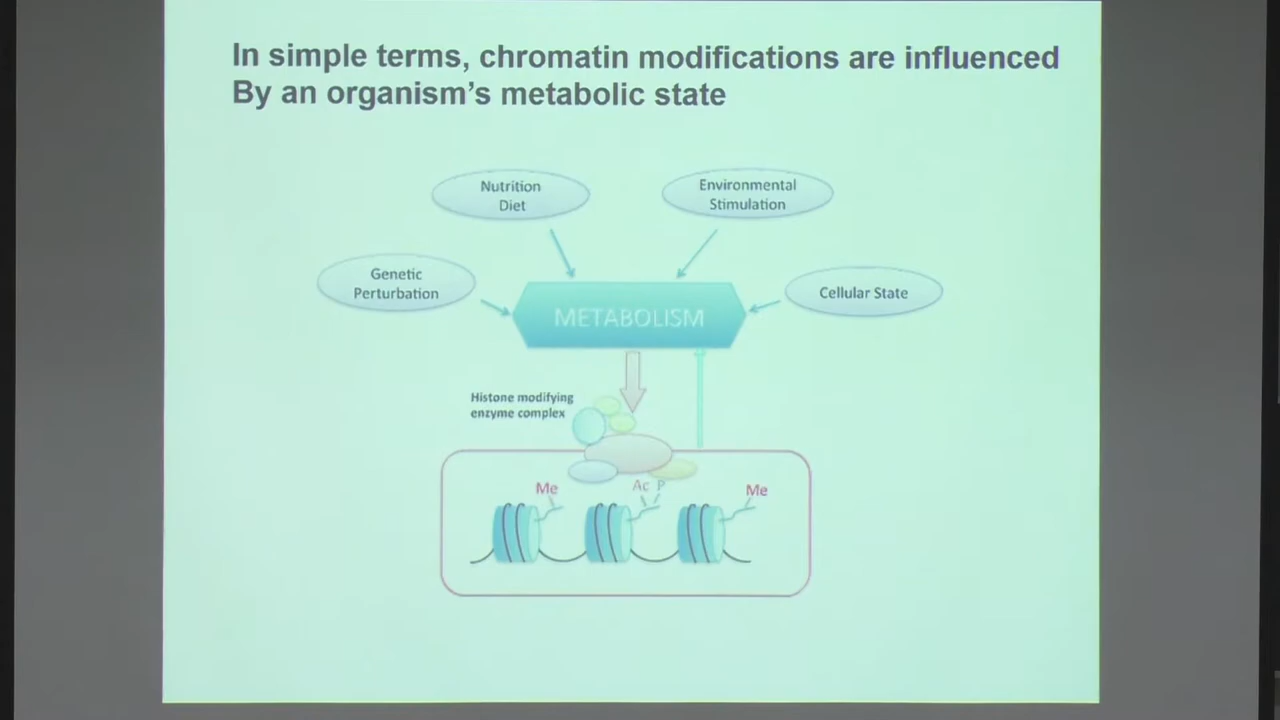 In simple terms, chromatin modifications are influenced
By an organism's metabolic state
Nutrition
Diet
Environmental
Stimulation
Genetic
Perturbation
Cellular State
METABOLISM
Histone modifying
enzyme complex
Me
Ac P
Me